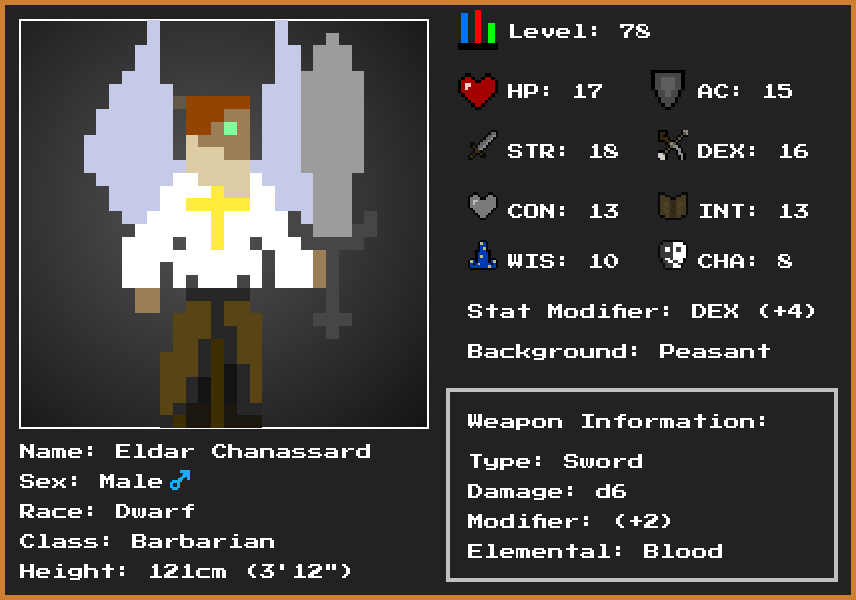 Level: 78
HP: 17
AC: 15
STR: 18
DEX: 16
CON: 13
INT: 13
WIS: 10
CHA: 8
Stat Modifier: DEX (+4)
Background: Peasant
Weapon Information:
Type: Sword
Damage: d6
Modifier: (+2)
Elemental: Blood
Name: Eldar Chanassard
Sex: Male ♂
Race: Dwarf
Class: Barbarian
Height: 121cm (3'12")